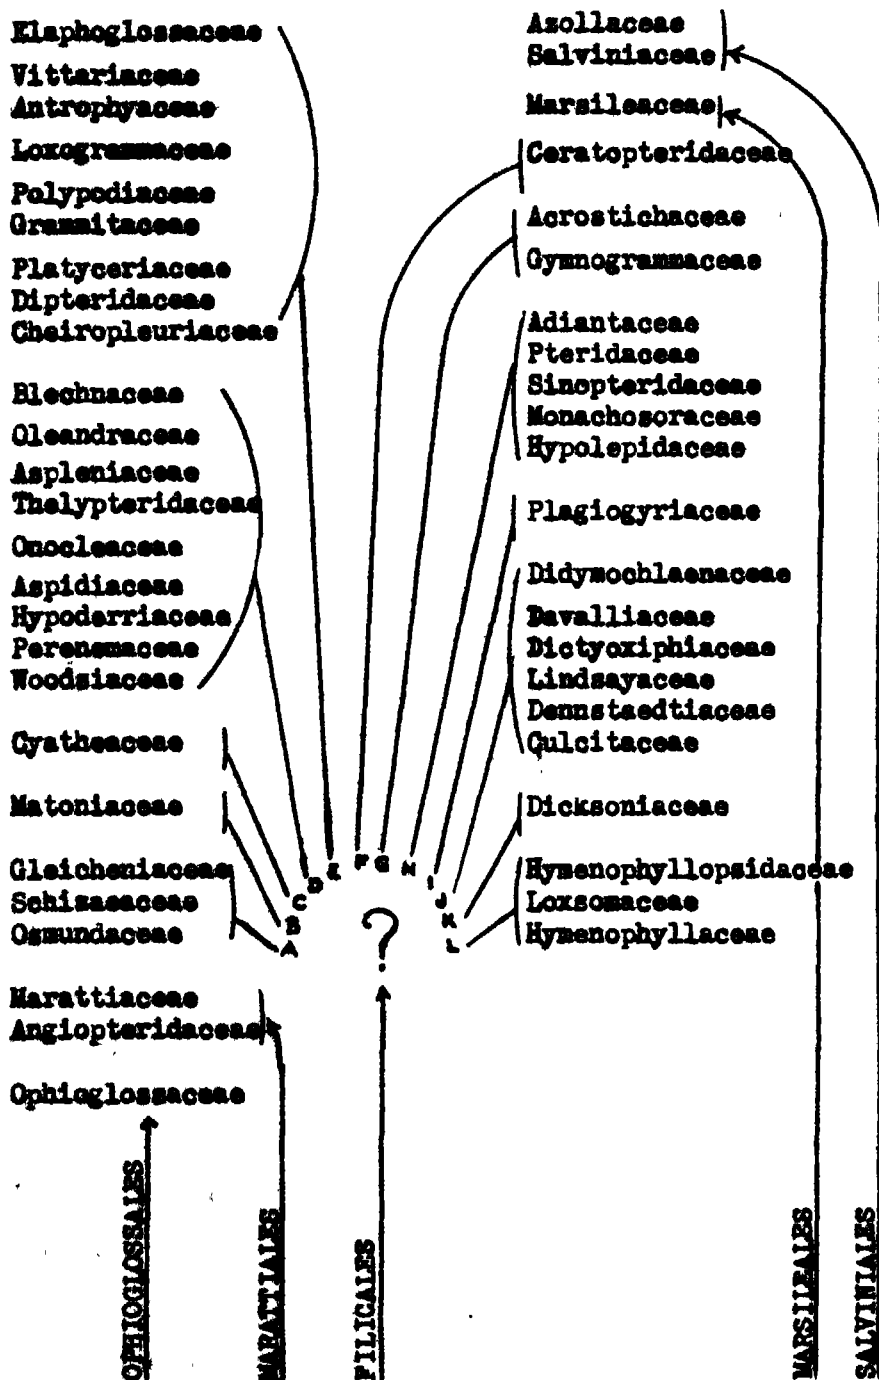 Elaphoglossaceae
Vittariaceae
Antrophyaceae
Loxogrammaceae
Polypodiaceae
Grammitaceae
Platyceriaceae
Dipteridaceae
Cheiropleuriaceae
Blechnaceae
Oleandraceae
Aspleniaceae
Thelypteridaceae
Onocleaceae
Aspidiaceae
Hypoderriaceae
Peranemaceae
Woodsiaceae
Cyatheaceae
Matoniaceae
Gleicheniaceae
Schizaeaceae
Osmundaceae
Marattiaceae
Angiopteridaceae
Ophioglossaceae
Azollaceae
Salviniaceae
Marsileaceae
Ceratopteridaceae
Acrostichaceae
Gymnogrammaceae
Adiantaceae
Pteridaceae
Sinopteridaceae
Monachosoraceae
Hypolepidaceae
Plagiogyriaceae
Didymochlaenaceae
Davalliaceae
Dictyoxiphiaceae
Lindsayaceae
Dennstaedtiaceae
Culcitaceae
Dicksoniaceae
Hymenophyllopsidaceae
Loxsomaceae
Hymenophyllaceae
A
B
C
D
E
F
G
H
I
J
K
L
?
OPHIOGLOSSALES
MARATTIALES
FILICALES
MARSILEALES
SALVINIALES